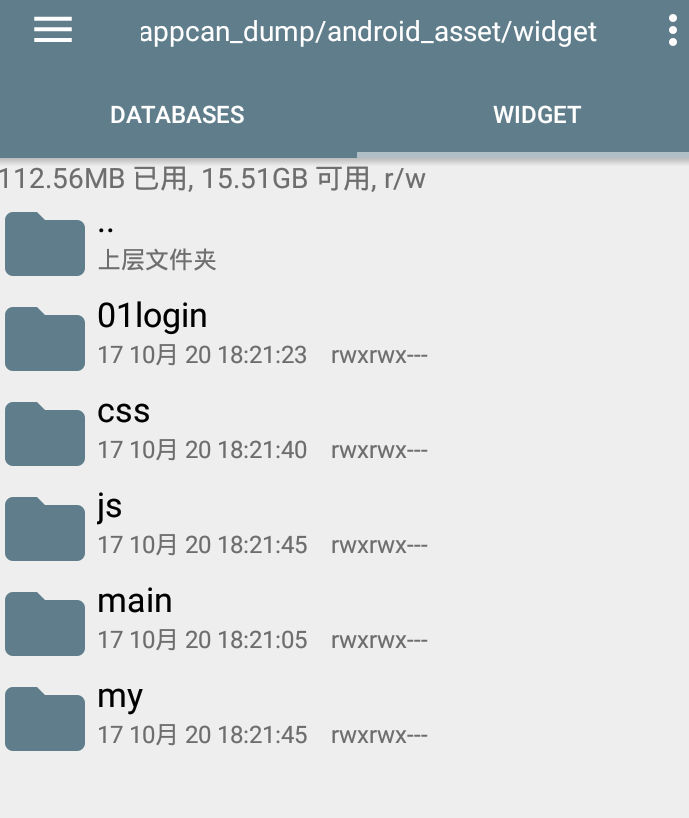 appcan_dump/android_asset/widget
DATABASES WIDGET
112.56MB 已用, 15.51GB 可用, r/w
..
上层文件夹
01login
17 10月 20 18:21:23 rwxrwx---
css
17 10月 20 18:21:40 rwxrwx---
js
17 10月 20 18:21:45 rwxrwx---
main
17 10月 20 18:21:05 rwxrwx---
my
17 10月 20 18:21:45 rwxrwx---